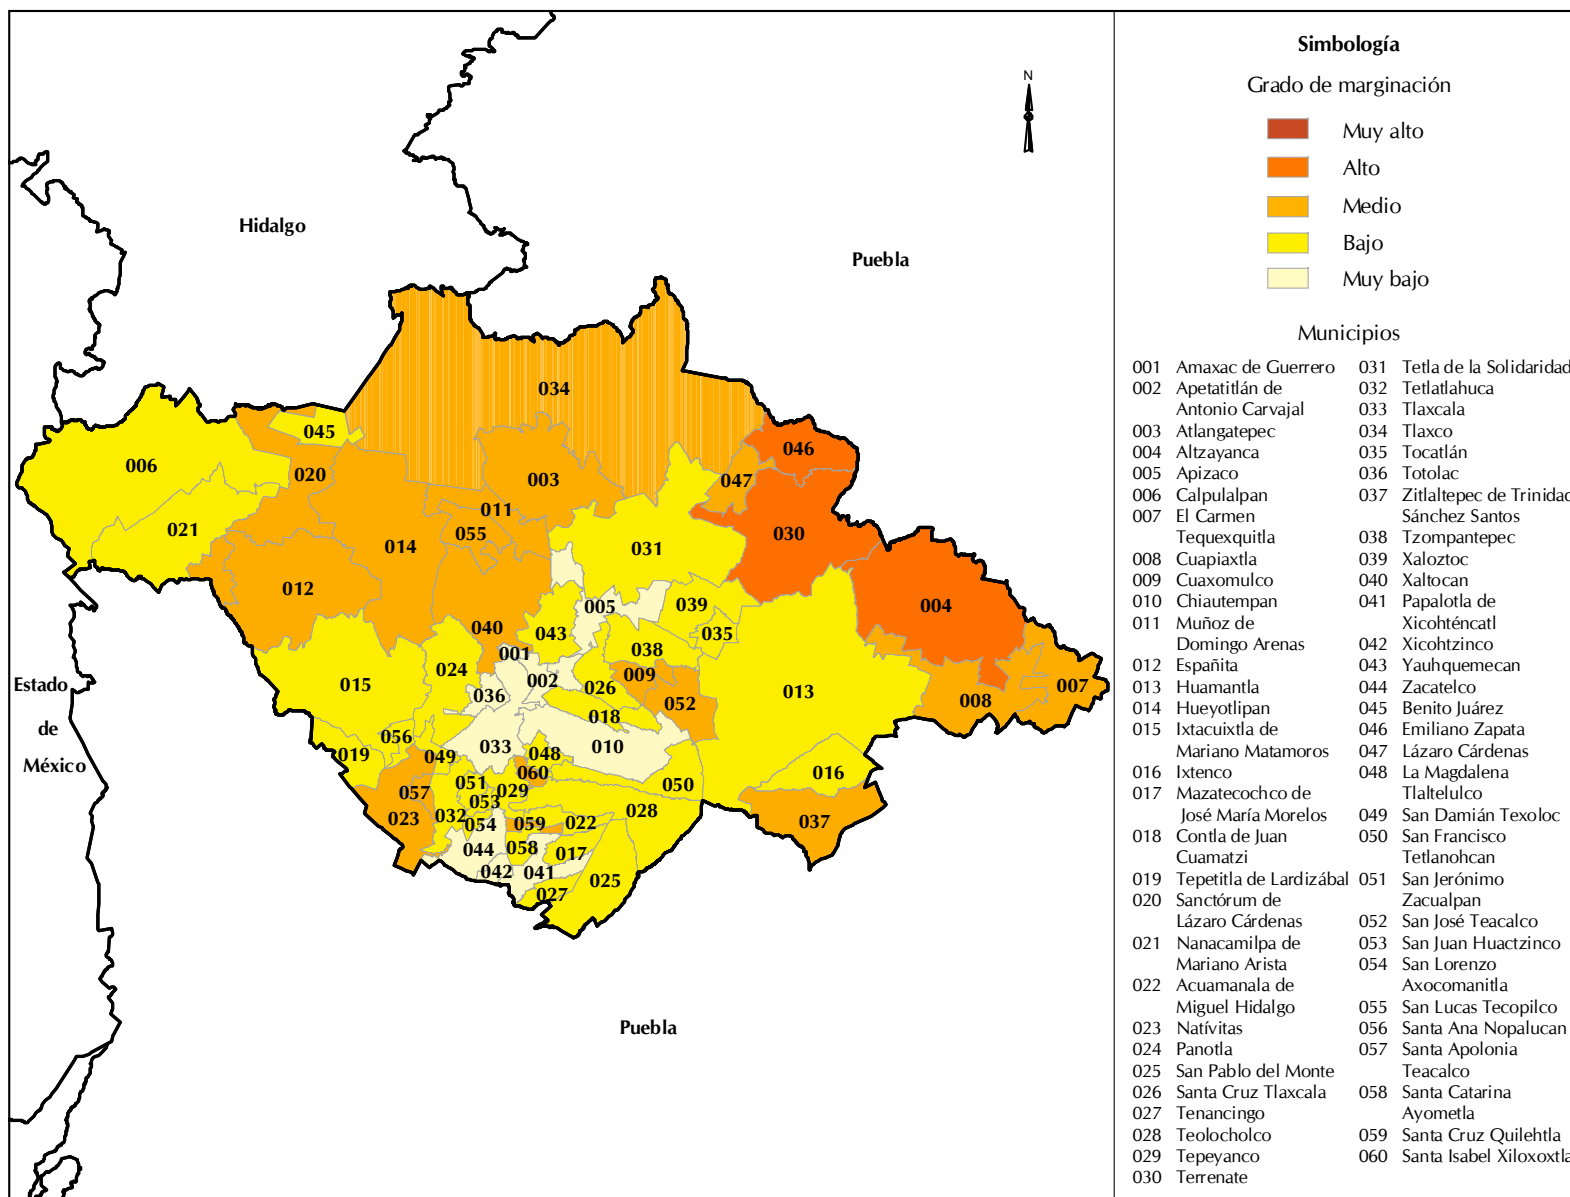 N
Hidalgo
Puebla
Estado
de
México
Puebla
034
045
006
020
003
046
047
011
021
055
014
031
030
012
005
039
004
040
043
035
001
038
024
002
009
015
036
026
013
007
052
008
018
056
033
010
019
049
048
060
016
051
050
057
029
053
028
023
032
054
059
022
037
044
058
017
042
041
025
027
Simbología
Grado de marginación
Muy alto
Alto
Medio
Bajo
Muy bajo
Municipios
001 Amaxac de Guerrero
002 Apetatitlán de
Antonio Carvajal
003 Atlangatepec
004 Altzayanca
005 Apizaco
006 Calpulalpan
007 El Carmen
Tequexquitla
008 Cuapiaxtla
009 Cuaxomulco
010 Chiautempan
011 Muñoz de
Domingo Arenas
012 Españita
013 Huamantla
014 Hueyotlipan
015 Ixtacuixtla de
Mariano Matamoros
016 Ixtenco
017 Mazatecochco de
José María Morelos
018 Contla de Juan
Cuamatzi
019 Tepetitla de Lardizábal
020 Sanctórum de
Lázaro Cárdenas
021 Nanacamilpa de
Mariano Arista
022 Acuamanala de
Miguel Hidalgo
023 Natívitas
024 Panotla
025 San Pablo del Monte
026 Santa Cruz Tlaxcala
027 Tenancingo
028 Teolocholco
029 Tepeyanco
030 Terrenate
031 Tetla de la Solidaridad
032 Tetlatlahuca
033 Tlaxcala
034 Tlaxco
035 Tocatlán
036 Totolac
037 Zitlaltepec de Trinidad
Sánchez Santos
038 Tzompantepec
039 Xaloztoc
040 Xaltocan
041 Papalotla de
Xicohténcatl
042 Xicohtzinco
043 Yauhquemecan
044 Zacatelco
045 Benito Juárez
046 Emiliano Zapata
047 Lázaro Cárdenas
048 La Magdalena
Tlaltelulco
049 San Damián Texoloc
050 San Francisco
Tetlanohcan
051 San Jerónimo
Zacualpan
052 San José Teacalco
053 San Juan Huactzinco
054 San Lorenzo
Axocomanitla
055 San Lucas Tecopilco
056 Santa Ana Nopalucan
057 Santa Apolonia
Teacalco
058 Santa Catarina
Ayometla
059 Santa Cruz Quilehtla
060 Santa Isabel Xiloxoxtla